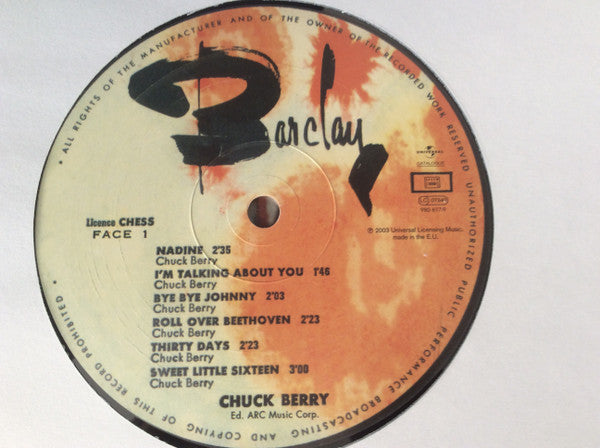 • ALL RIGHTS OF THE MANUFACTURER AND OF THE OWNER OF THE RECORDED WORK RESERVED • UNAUTHORIZED PUBLIC PERFORMANCE BROADCASTING AND COPYING OF THIS RECORD PROHIBITED •
Barclay
UNIVERSAL
CATALOGUE
Licence CHESS
FACE 1
℗ 2003 Universal Licensing Music.
made in the E.U.
NADINE 2'35
Chuck Berry
I'M TALKING ABOUT YOU 1'46
Chuck Berry
BYE BYE JOHNNY 2'03
Chuck Berry
ROLL OVER BEETHOVEN 2'23
Chuck Berry
THIRTY DAYS 2'23
Chuck Berry
SWEET LITTLE SIXTEEN 3'00
Chuck Berry
CHUCK BERRY
Ed. ARC Music Corp.